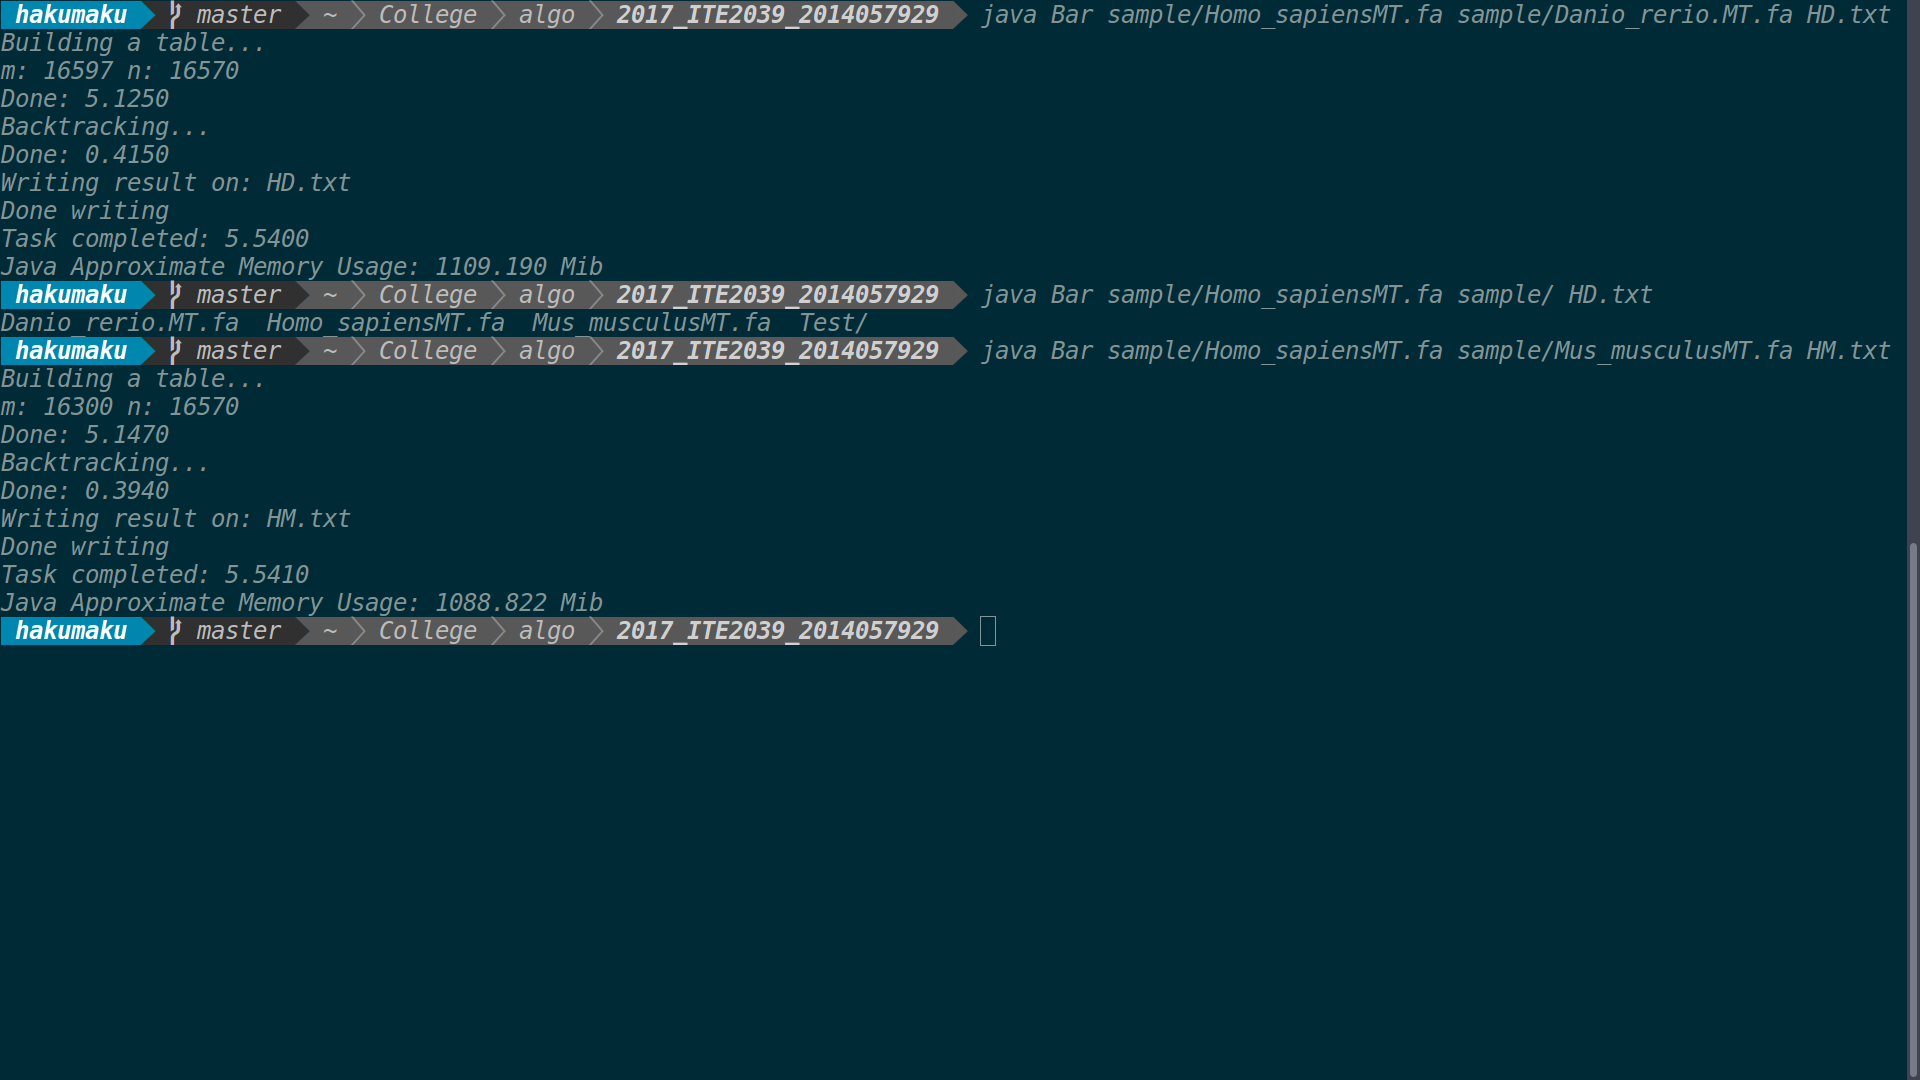 hakumaku master ~ College algo 2017_ITE2039_2014057929 java Bar sample/Homo_sapiensMT.fa sample/Danio_rerio.MT.fa HD.txt
Building a table...
m: 16597 n: 16570
Done: 5.1250
Backtracking...
Done: 0.4150
Writing result on: HD.txt
Done writing
Task completed: 5.5400
Java Approximate Memory Usage: 1109.190 Mib
hakumaku master ~ College algo 2017_ITE2039_2014057929 java Bar sample/Homo_sapiensMT.fa sample/ HD.txt
Danio_rerio.MT.fa Homo_sapiensMT.fa Mus_musculusMT.fa Test/
hakumaku master ~ College algo 2017_ITE2039_2014057929 java Bar sample/Homo_sapiensMT.fa sample/Mus_musculusMT.fa HM.txt
Building a table...
m: 16300 n: 16570
Done: 5.1470
Backtracking...
Done: 0.3940
Writing result on: HM.txt
Done writing
Task completed: 5.5410
Java Approximate Memory Usage: 1088.822 Mib
hakumaku master ~ College algo 2017_ITE2039_2014057929